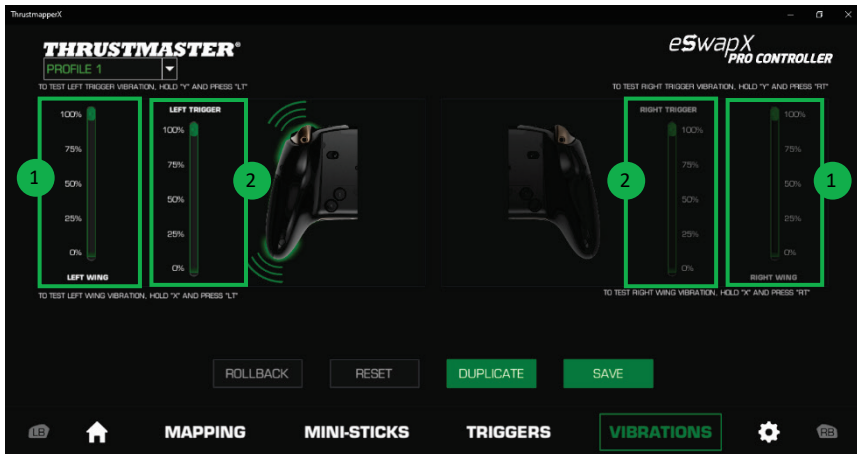 ThrustmapperX
THRUSTMASTER®
eSwapX
PRO CONTROLLER
PROFILE 1
TO TEST LEFT TRIGGER VIBRATION, HOLD "Y" AND PRESS "LT"
TO TEST RIGHT TRIGGER VIBRATION, HOLD "Y" AND PRESS "RT"
100%
75%
50%
25%
0%
LEFT WING
1
LEFT TRIGGER
100%
75%
50%
25%
0%
2
RIGHT TRIGGER
100%
75%
50%
25%
0%
2
100%
75%
50%
25%
0%
RIGHT WING
1
TO TEST LEFT WING VIBRATION, HOLD "X" AND PRESS "LT"
TO TEST RIGHT WING VIBRATION, HOLD "X" AND PRESS "RT"
ROLLBACK
RESET
DUPLICATE
SAVE
LB
MAPPING
MINI-STICKS
TRIGGERS
VIBRATIONS
RB